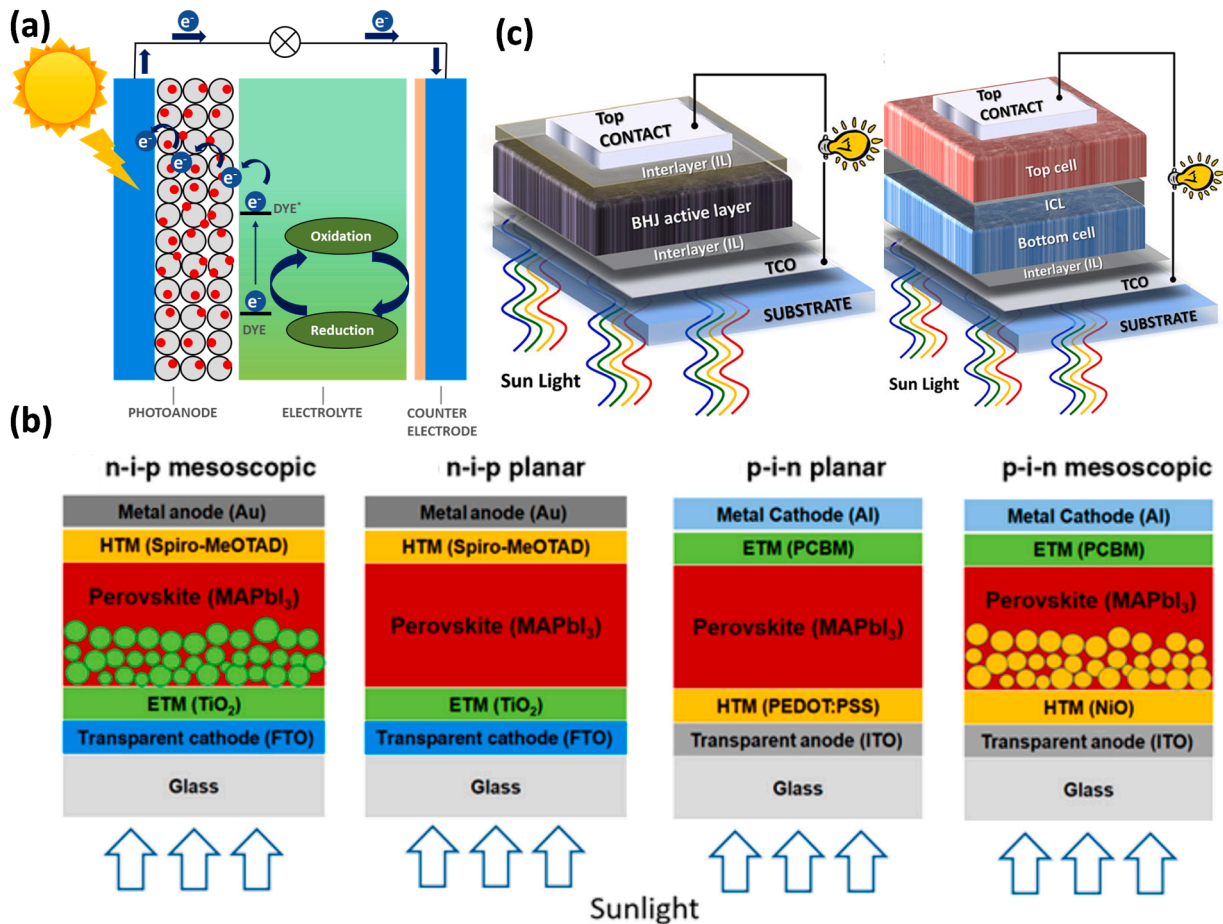 (a)
e⁻
e⁻
e⁻
e⁻
e⁻
e⁻
DYE*
e⁻
DYE
Oxidation
Reduction
PHOTOANODE
ELECTROLYTE
COUNTER
ELECTRODE
(c)
Top
CONTACT
Interlayer (IL)
BHJ active layer
Interlayer (IL)
TCO
SUBSTRATE
Sun Light
Top
CONTACT
Top cell
ICL
Bottom cell
Interlayer (IL)
TCO
SUBSTRATE
Sun Light
(b)
n-i-p mesoscopic
Metal anode (Au)
HTM (Spiro-MeOTAD)
Perovskite (MAPbI₃)
ETM (TiO₂)
Transparent cathode (FTO)
Glass
n-i-p planar
Metal anode (Au)
HTM (Spiro-MeOTAD)
Perovskite (MAPbI₃)
ETM (TiO₂)
Transparent cathode (FTO)
Glass
p-i-n planar
Metal Cathode (Al)
ETM (PCBM)
Perovskite (MAPbI₃)
HTM (PEDOT:PSS)
Transparent anode (ITO)
Glass
p-i-n mesoscopic
Metal Cathode (Al)
ETM (PCBM)
Perovskite (MAPbI₃)
HTM (NiO)
Transparent anode (ITO)
Glass
Sunlight